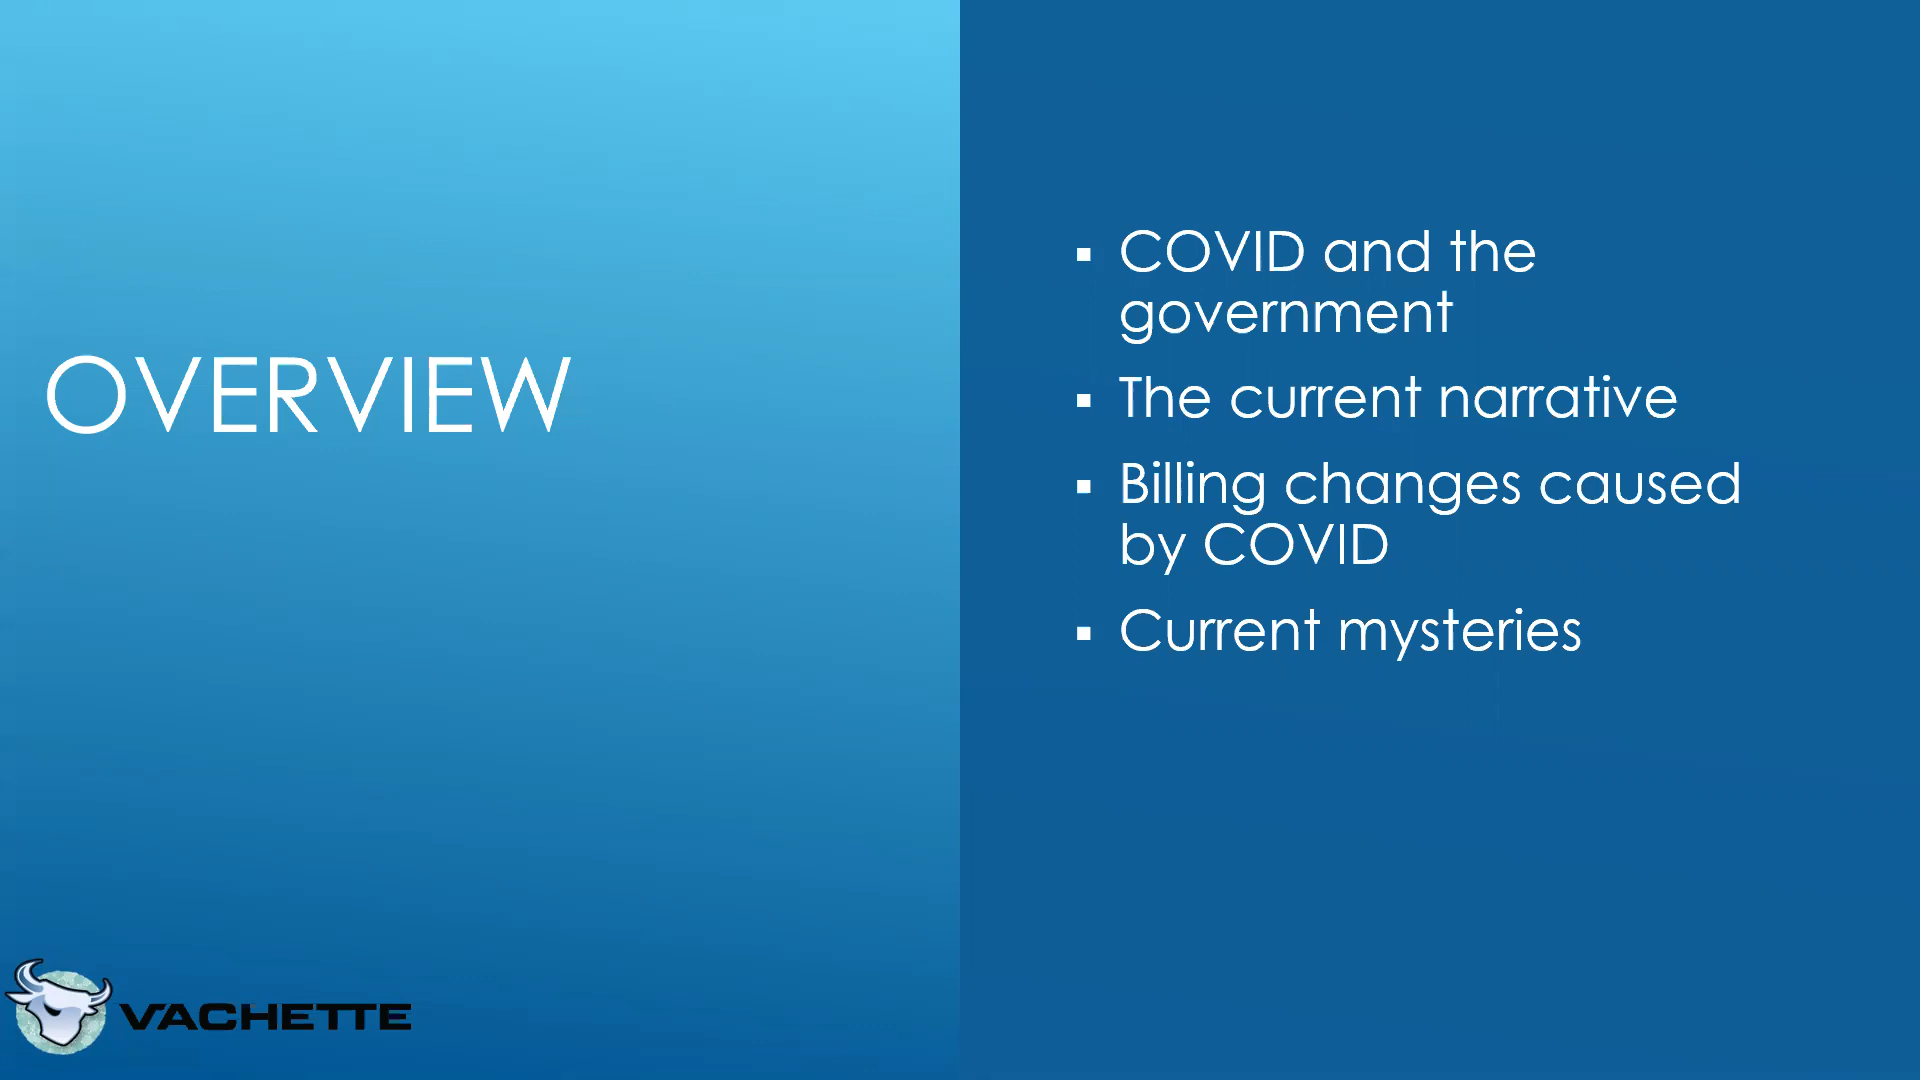 OVERVIEW
▪ COVID and the
government
▪ The current narrative
▪ Billing changes caused
by COVID
▪ Current mysteries
VACHETTE